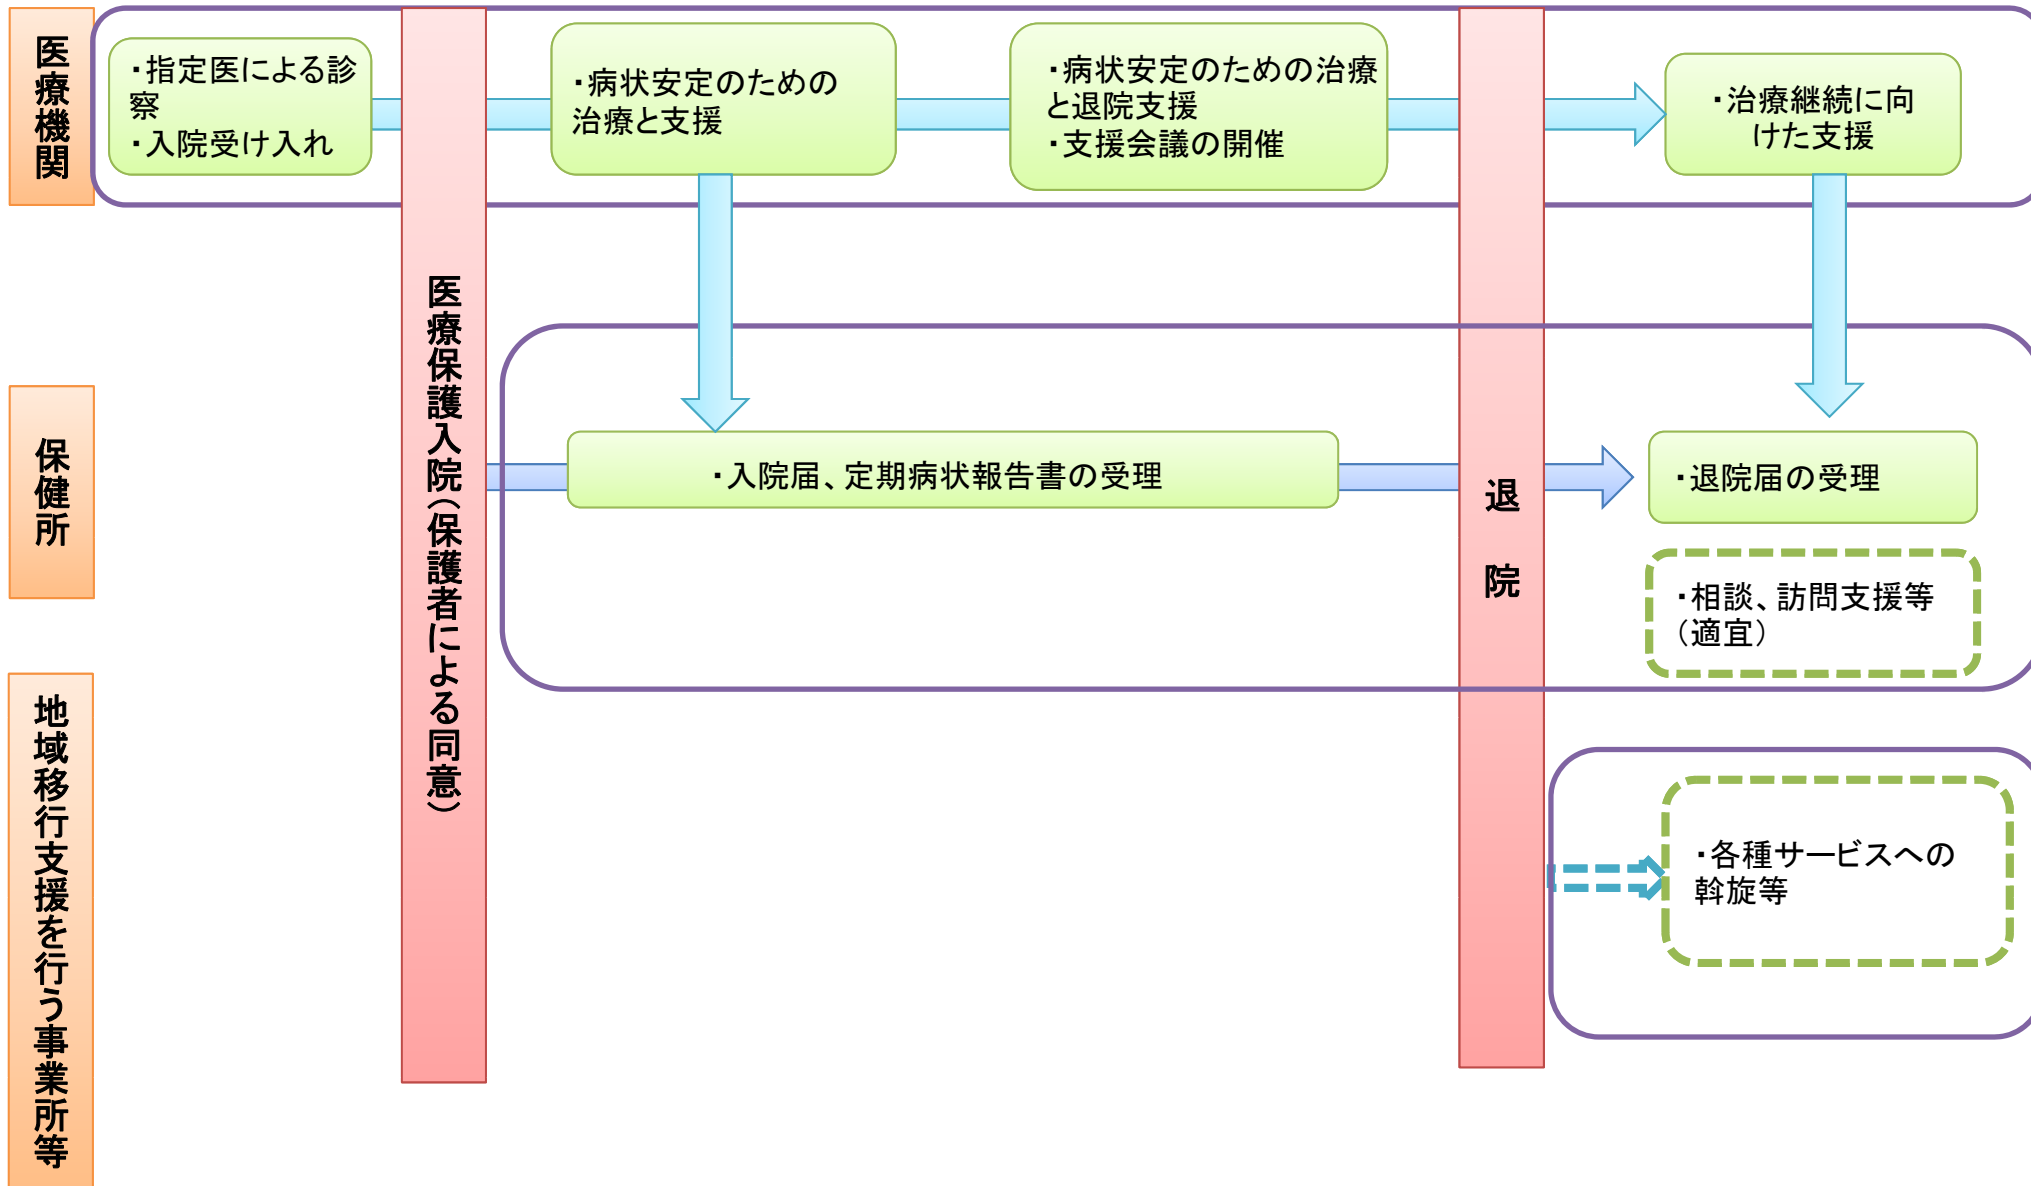 医療機関
・指定医による診
察
・入院受け入れ
・病状安定のための
治療と支援
・病状安定のための治療
と退院支援
・支援会議の開催
・治療継続に向
けた支援
医療保護入院(保護者による同意)
退院
保健所
・入院届、定期病状報告書の受理
・退院届の受理
・相談、訪問支援等
(適宜)
地域移行支援を行う事業所等
・各種サービスへの
斡旋等